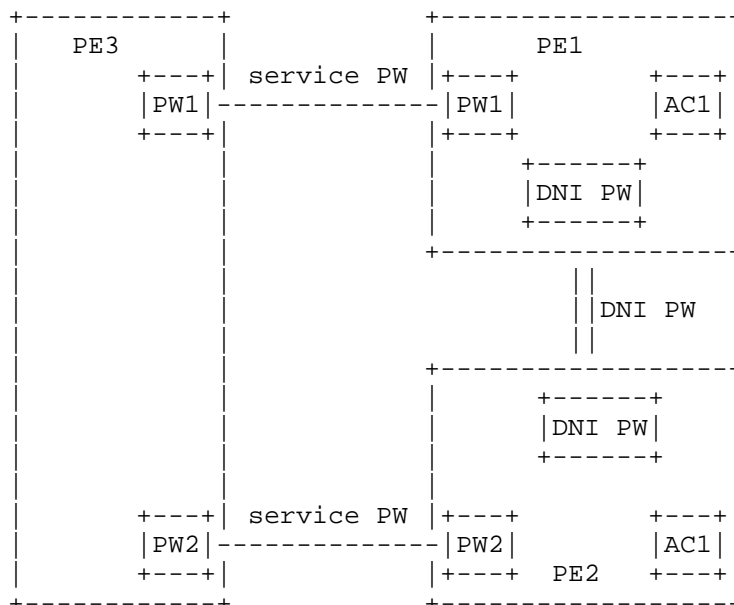 PE3 PE1
service PW
PW1 PW1 AC1
DNI PW
DNI PW
DNI PW
service PW
PW2 PW2 AC1
PE2